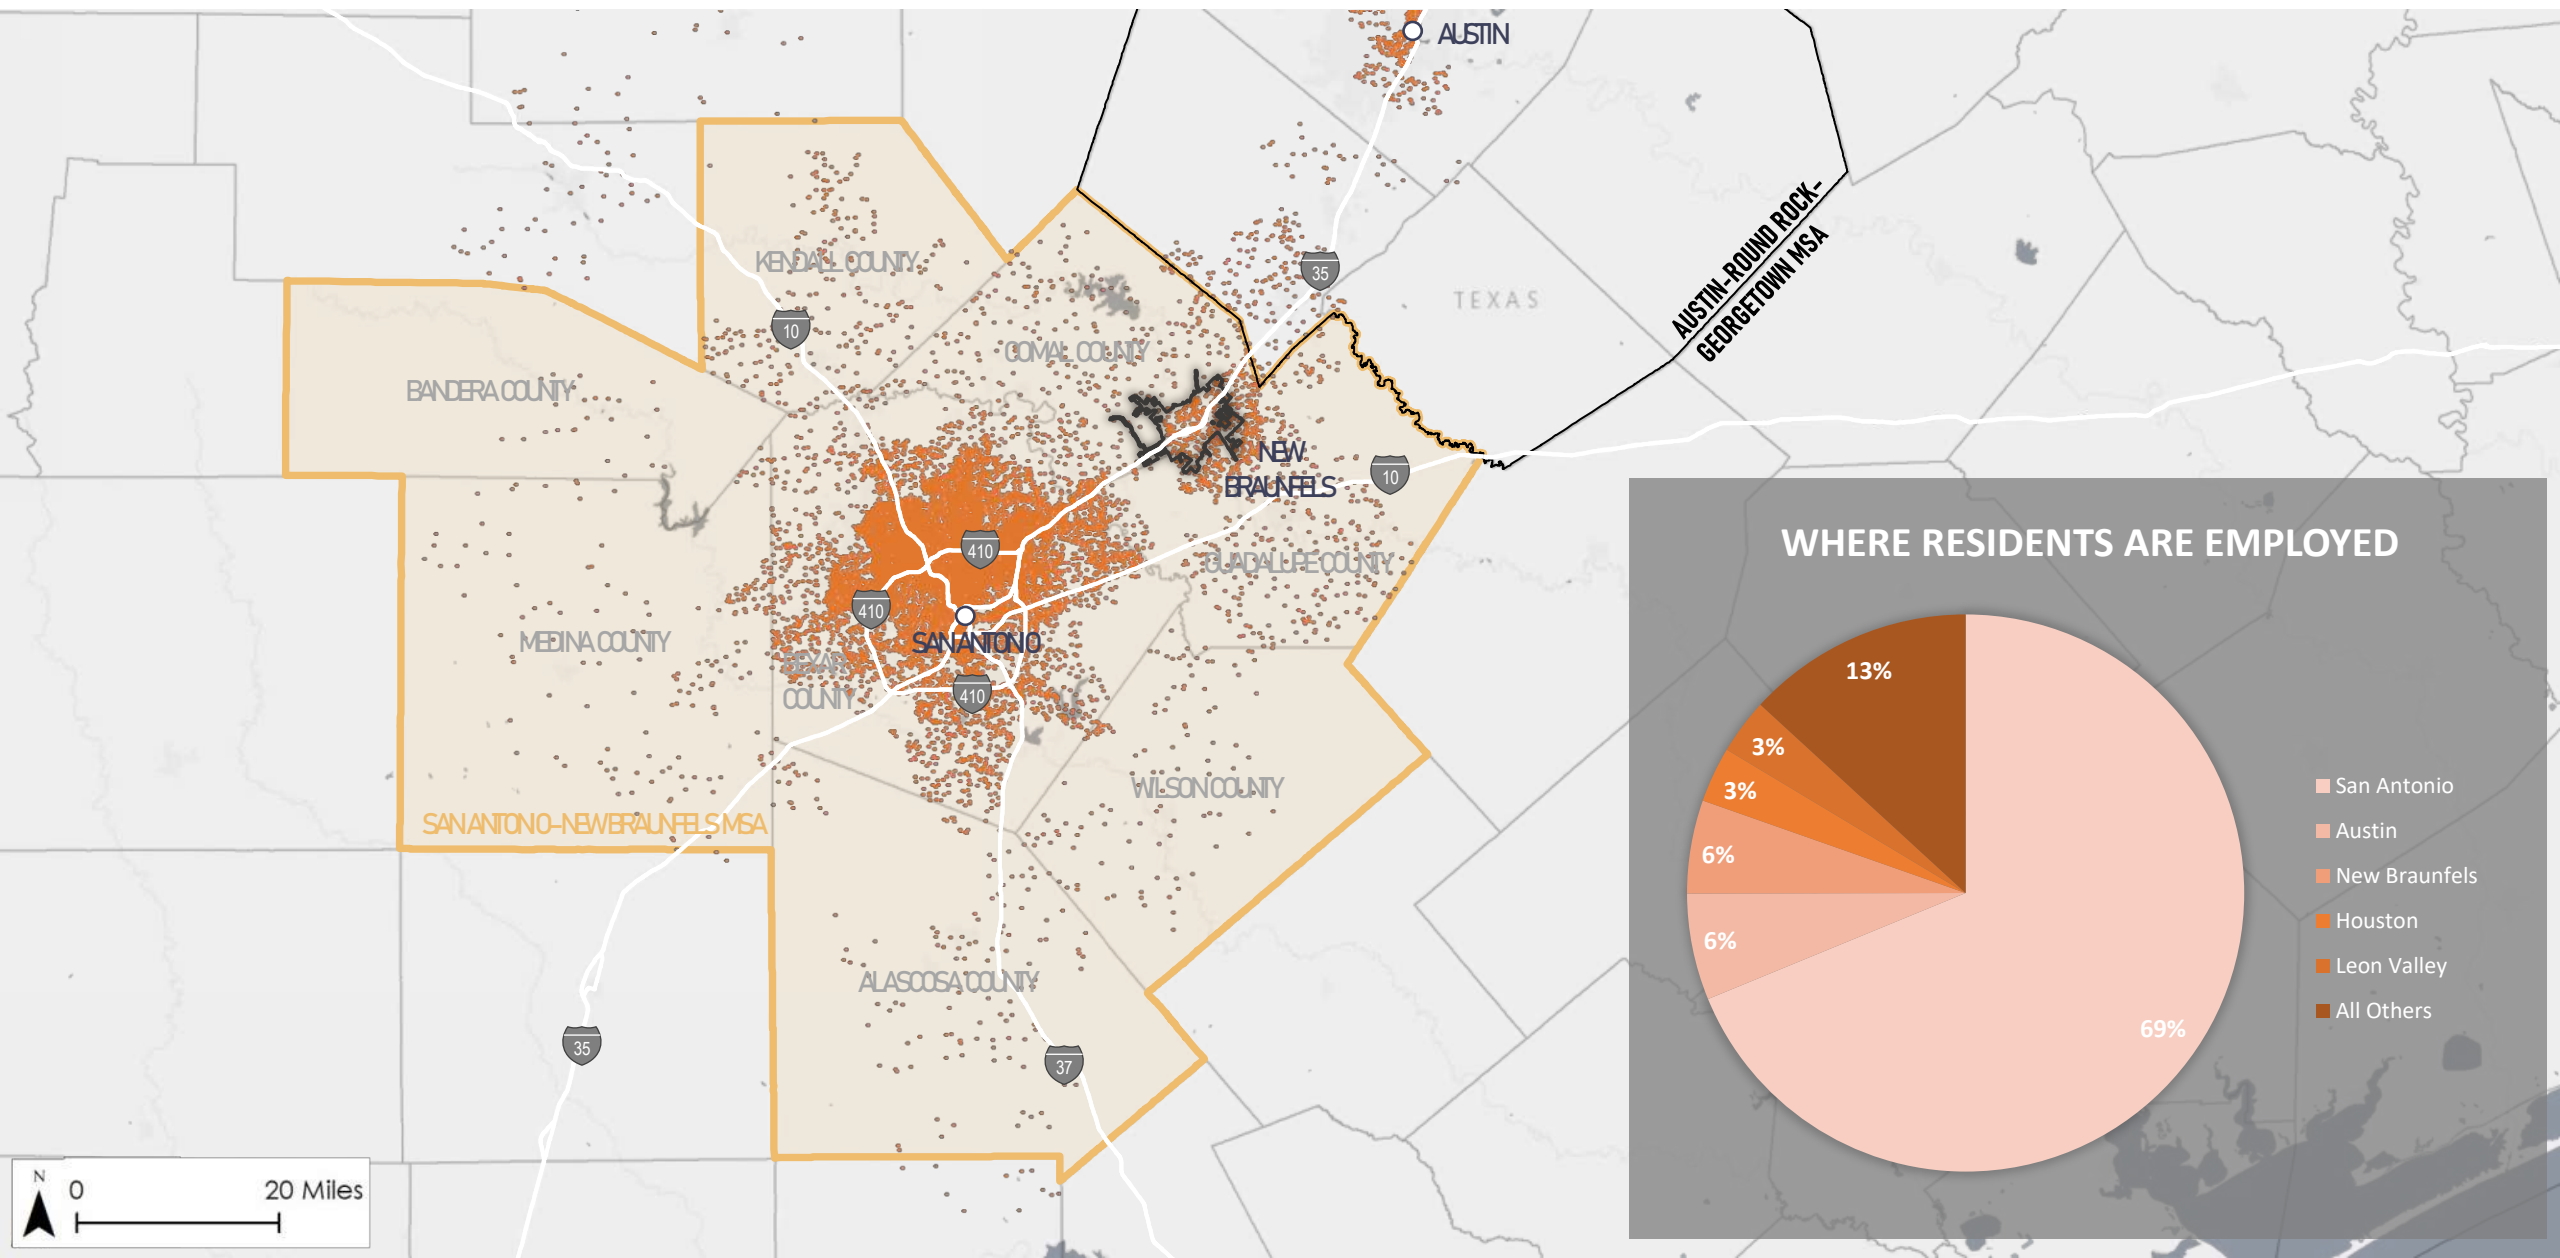 AUSTIN
AUSTIN-ROUND ROCK-
GEORGETOWN MSA
KENDALL COUNTY
35
TEXAS
10
COMAL COUNTY
BANDERA COUNTY
NEW
BRAUNFELS
10
410
GUADALUPE COUNTY
410
SAN ANTONIO
MEDINA COUNTY
BEXAR
COUNTY
410
WILSON COUNTY
SAN ANTONIO-NEW BRAUNFELS MSA
ALASCOSA COUNTY
35
37
N
0 20 Miles
WHERE RESIDENTS ARE EMPLOYED
13%
3%
3%
6%
6%
69%
San Antonio
Austin
New Braunfels
Houston
Leon Valley
All Others